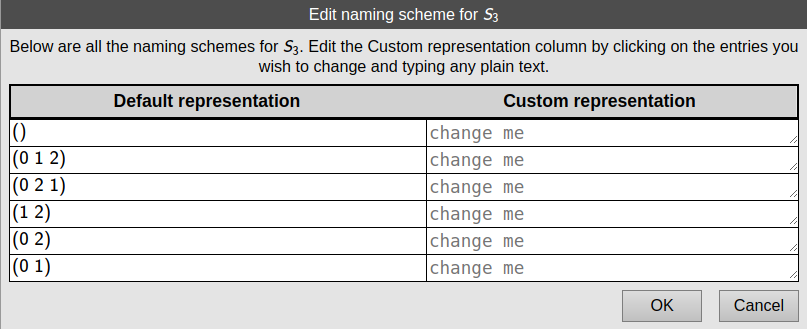 Edit naming scheme for S₃
Below are all the naming schemes for S₃. Edit the Custom representation column by clicking on the entries you
wish to change and typing any plain text.
Default representation Custom representation
() change me
(0 1 2) change me
(0 2 1) change me
(1 2) change me
(0 2) change me
(0 1) change me
OK Cancel